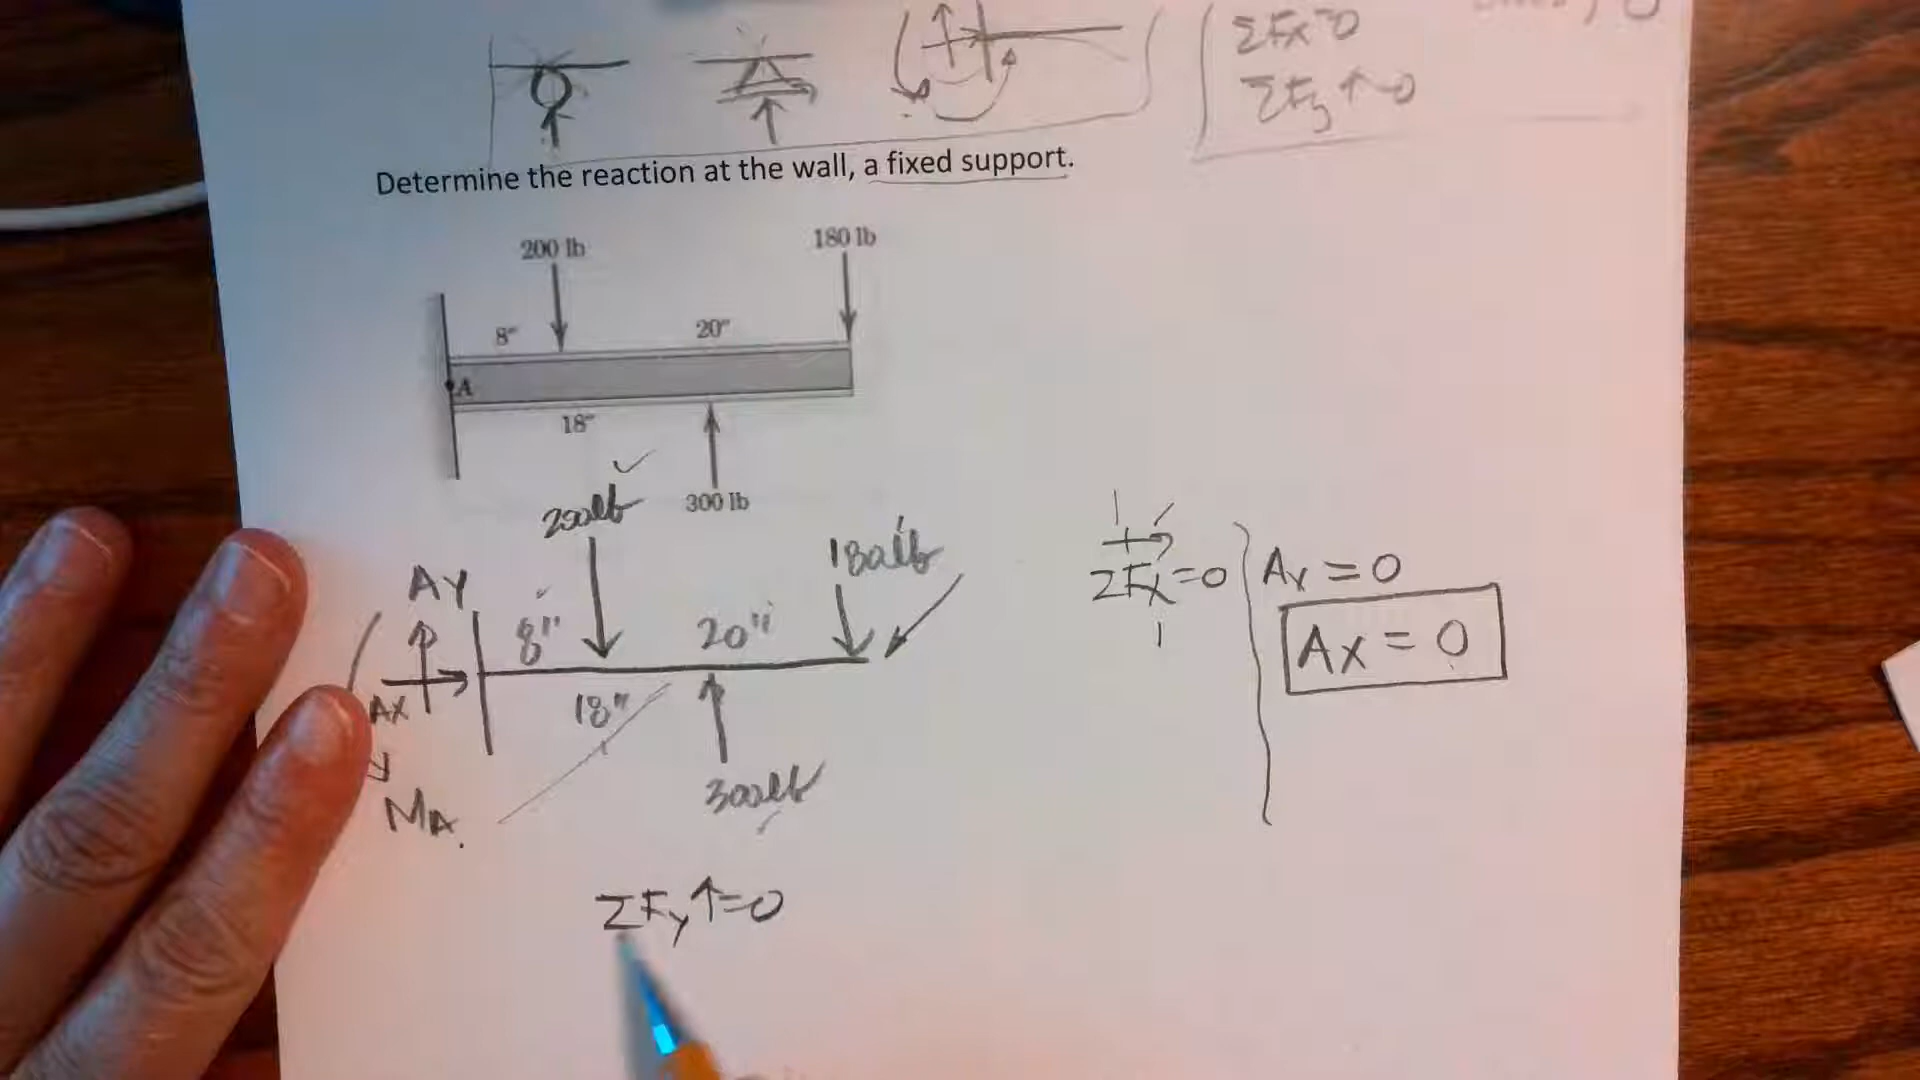 ΣFx=0
ΣFy↑=0
Determine the reaction at the wall, a fixed support.
200 lb
180 lb
8"
20"
A
18"
300 lb
200lb
180lb
AY
8"
20"
Ax
18"
MA
300lb
ΣFx=0
Ax=0
Ax=0
ΣFy↑=0